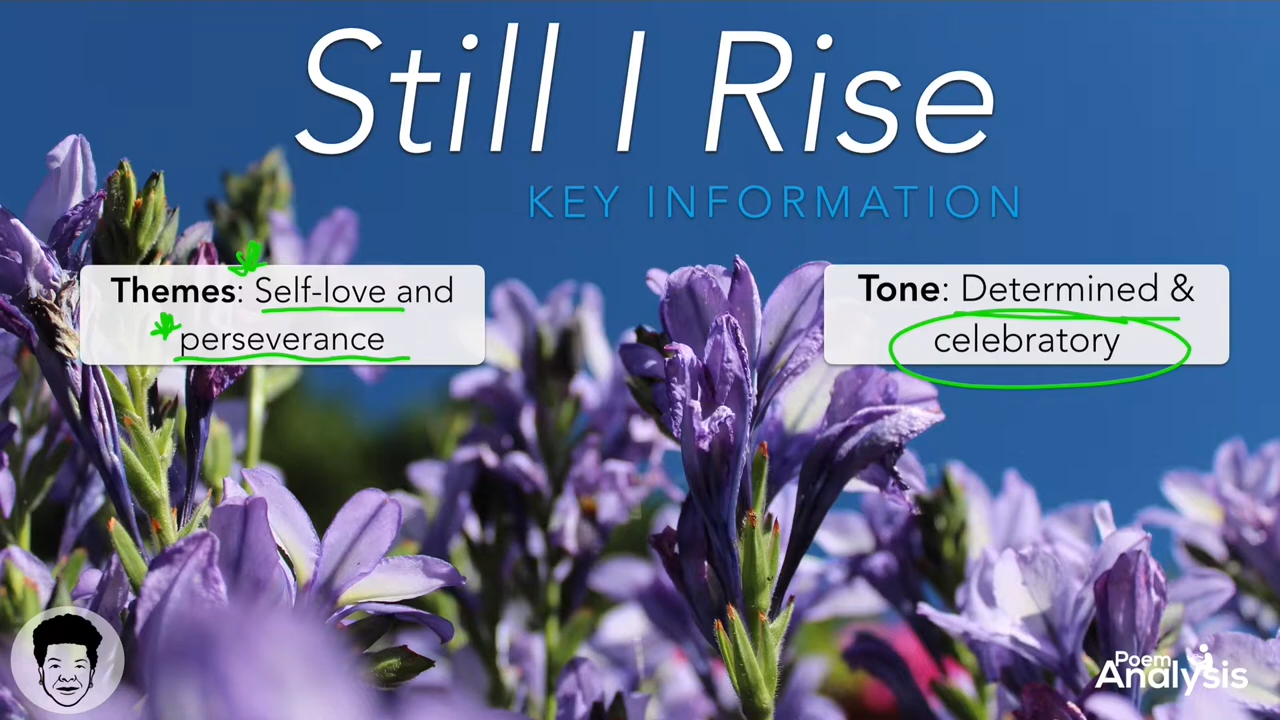 Still I Rise
KEY INFORMATION
Themes: Self-love and
perseverance
Tone: Determined &
celebratory
Poem
Analysis